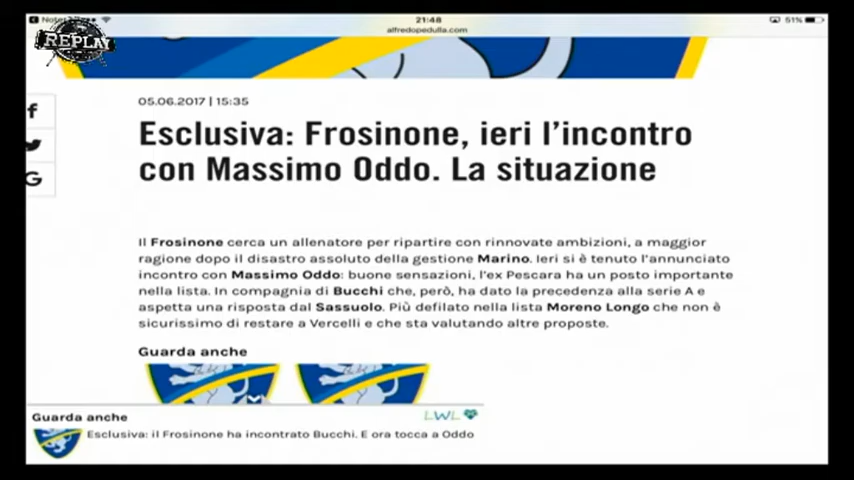 Note
21:48
51%
alfredopedulla.com
REPLAY
05.06.2017 | 15:35
Esclusiva: Frosinone, ieri l'incontro
con Massimo Oddo. La situazione
Il Frosinone cerca un allenatore per ripartire con rinnovate ambizioni, a maggior
ragione dopo il disastro assoluto della gestione Marino. Ieri si è tenuto l'annunciato
incontro con Massimo Oddo: buone sensazioni, l'ex Pescara ha un posto importante
nella lista. In compagnia di Bucchi che, però, ha dato la precedenza alla serie A e
aspetta una risposta dal Sassuolo. Più defilato nella lista Moreno Longo che non è
sicurissimo di restare a Vercelli e che sta valutando altre proposte.
Guarda anche
Guarda anche
LWL
Esclusiva: il Frosinone ha incontrato Bucchi. E ora tocca a Oddo